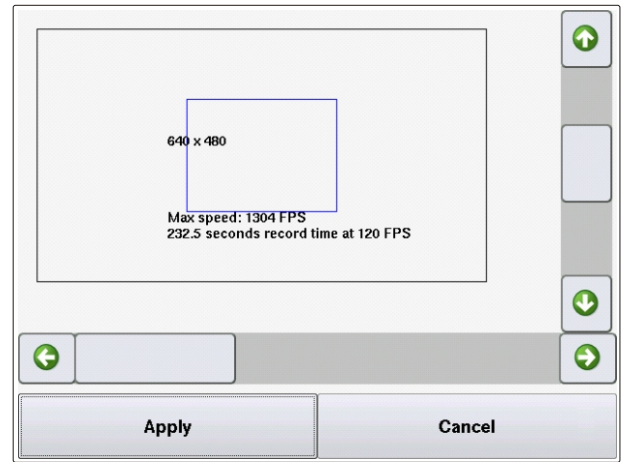 640 x 480
Max speed: 1304 FPS
232.5 seconds record time at 120 FPS
Apply
Cancel